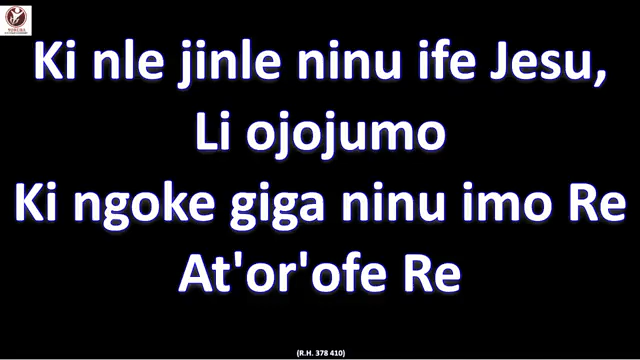 Ki nle jinle ninu ife Jesu,
Li ojojumo
Ki ngoke giga ninu imo Re
At'or'ofe Re
(R.H. 378 410)